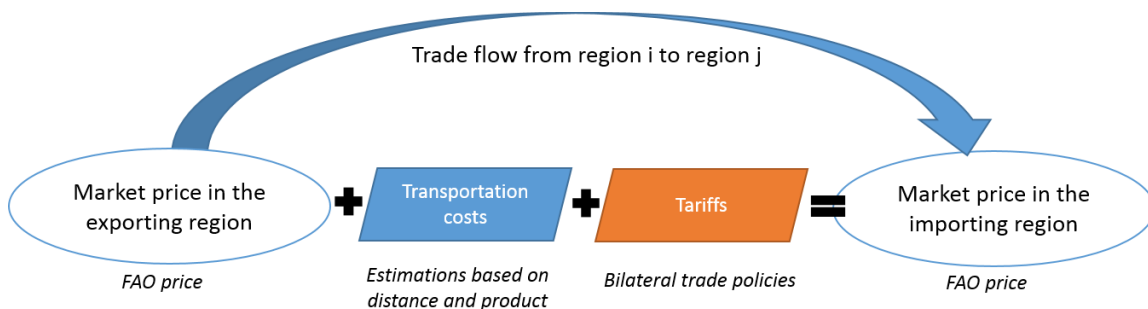 Trade flow from region i to region j
Market price in the
exporting region
+
Transportation
costs
+
Tariffs
=
Market price in the
importing region
FAO price
Estimations based on
distance and product
Bilateral trade policies
FAO price